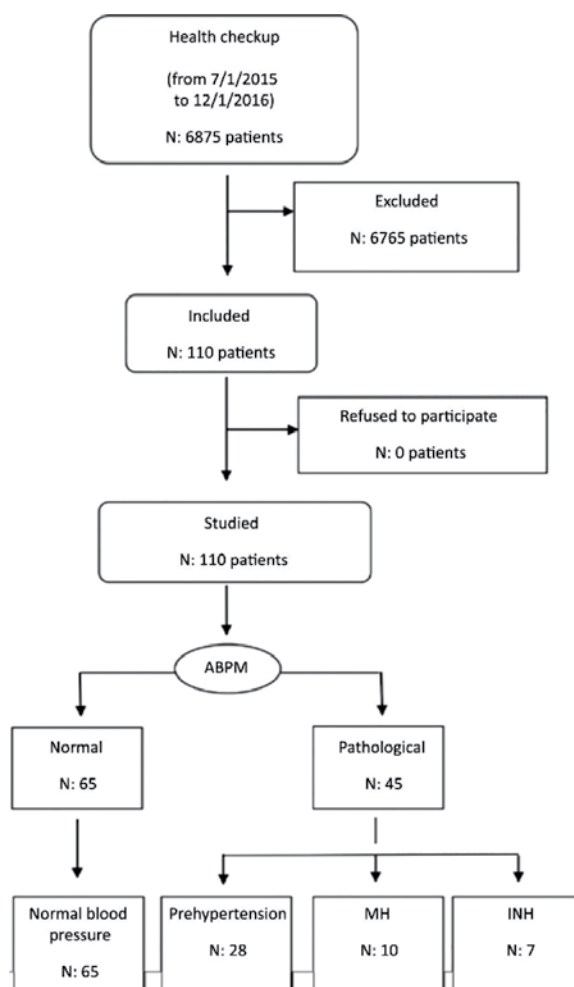 Health checkup
(from 7/1/2015
to 12/1/2016)
N: 6875 patients
Excluded
N: 6765 patients
Included
N: 110 patients
Refused to participate
N: 0 patients
Studied
N: 110 patients
ABPM
Normal
N: 65
Pathological
N: 45
Normal blood
pressure
N: 65
Prehypertension
N: 28
MH
N: 10
INH
N: 7